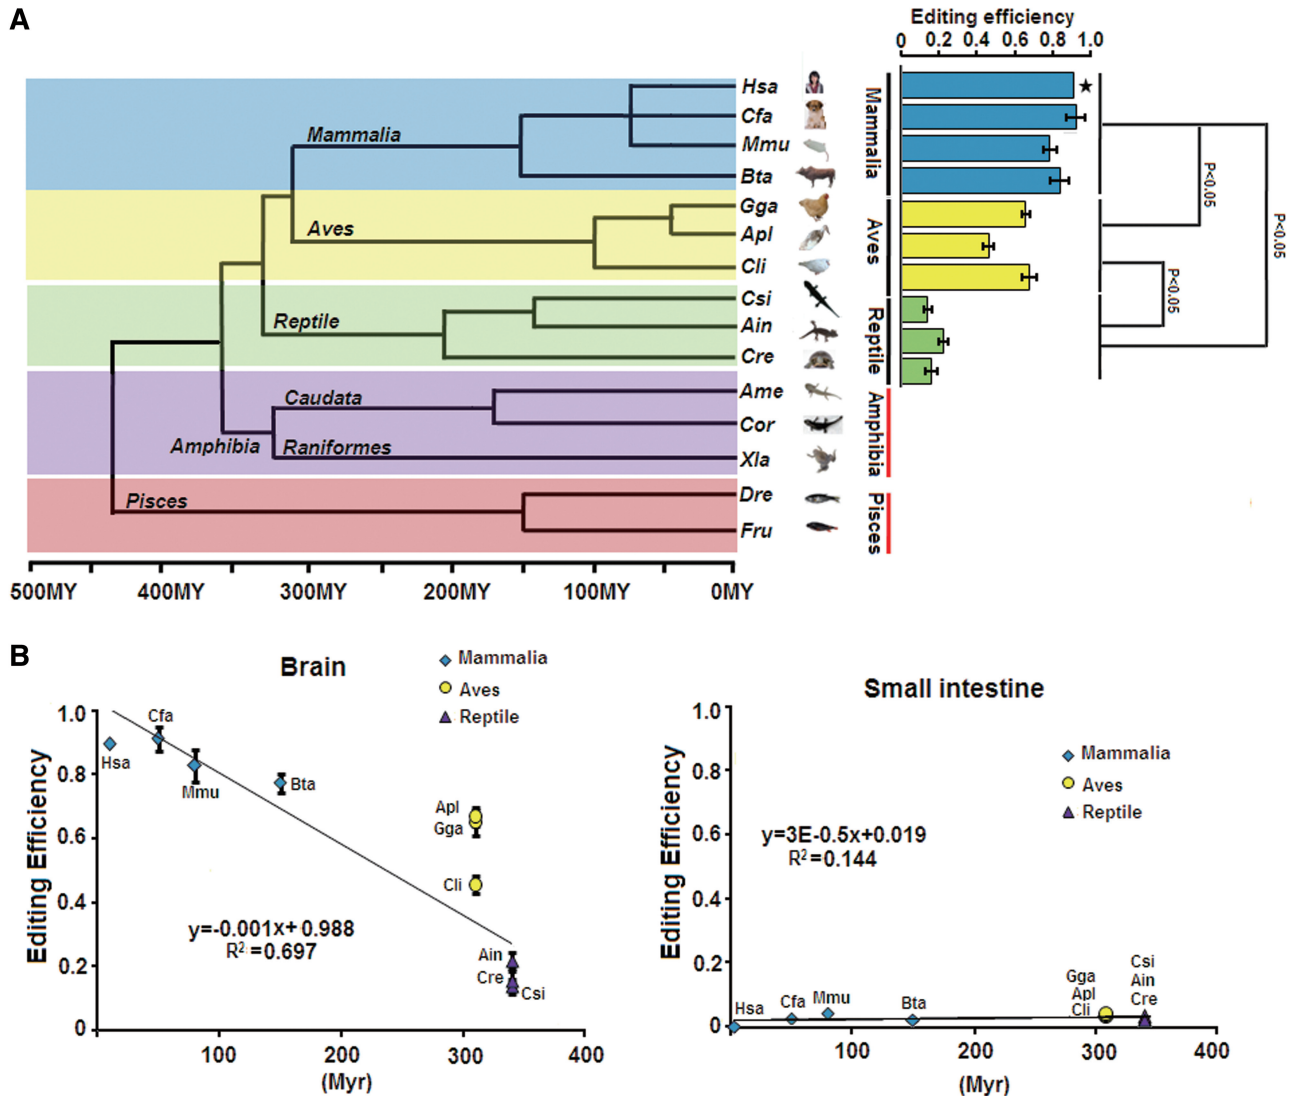 A
Editing efficiency
0 0.2 0.4 0.6 0.8 1.0
Hsa
Cfa
Mammalia
Mmu
Bta
Gga
Aves
Apl
Cli
Csi
Reptile
Ain
Cre
Ame
Caudata
Cor
Amphibia
Raniformes
Xla
Dre
Pisces
Fru
Mammalia
Aves
Reptile
Amphibia
Pisces
★
P<0.05
P<0.05
P<0.05
500MY 400MY 300MY 200MY 100MY 0MY
B
Brain
Mammalia
Aves
Reptile
Editing Efficiency
1.0
0.8
0.6
0.4
0.2
0
Cfa
Hsa
Mmu
Bta
Apl
Gga
Cli
Ain
Cre
Csi
y=-0.001x+ 0.988
R²=0.697
100 200 300 400
(Myr)
Small intestine
Mammalia
Aves
Reptile
Editing Efficiency
1.0
0.8
0.6
0.4
0.2
0
y=3E-0.5x+0.019
R²=0.144
Hsa
Cfa
Mmu
Bta
Gga
Apl
Cli
Csi
Ain
Cre
100 200 300 400
(Myr)